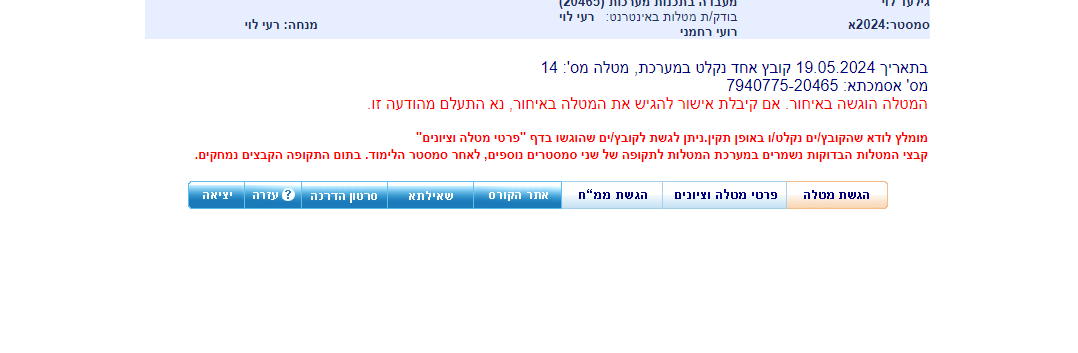 גילעד לוי
מעבדה בתכנות מערכות (20465)
סמסטר:2024א
בודק/ת מטלות באינטרנט: רעי לוי
רועי רחמני
מנחה: רעי לוי
בתאריך 19.05.2024 קובץ אחד נקלט במערכת, מטלה מס': 14
מס' אסמכתא: 7940775-20465
המטלה הוגשה באיחור. אם קיבלת אישור להגיש את המטלה באיחור, נא התעלם מהודעה זו.
מומלץ לודא שהקובץ/ים נקלט/ו באופן תקין.ניתן לגשת לקובץ/ים שהוגשו בדף "פרטי מטלה וציונים"
קבצי המטלות הבדוקות נשמרים במערכת המטלות לתקופה של שני סמסטרים נוספים, לאחר סמסטר הלימוד. בתום התקופה הקבצים נמחקים.
הגשת מטלה פרטי מטלה וציונים הגשת ממ"ח אתר הקורס שאילתא סרטון הדרכה עזרה ? יציאה